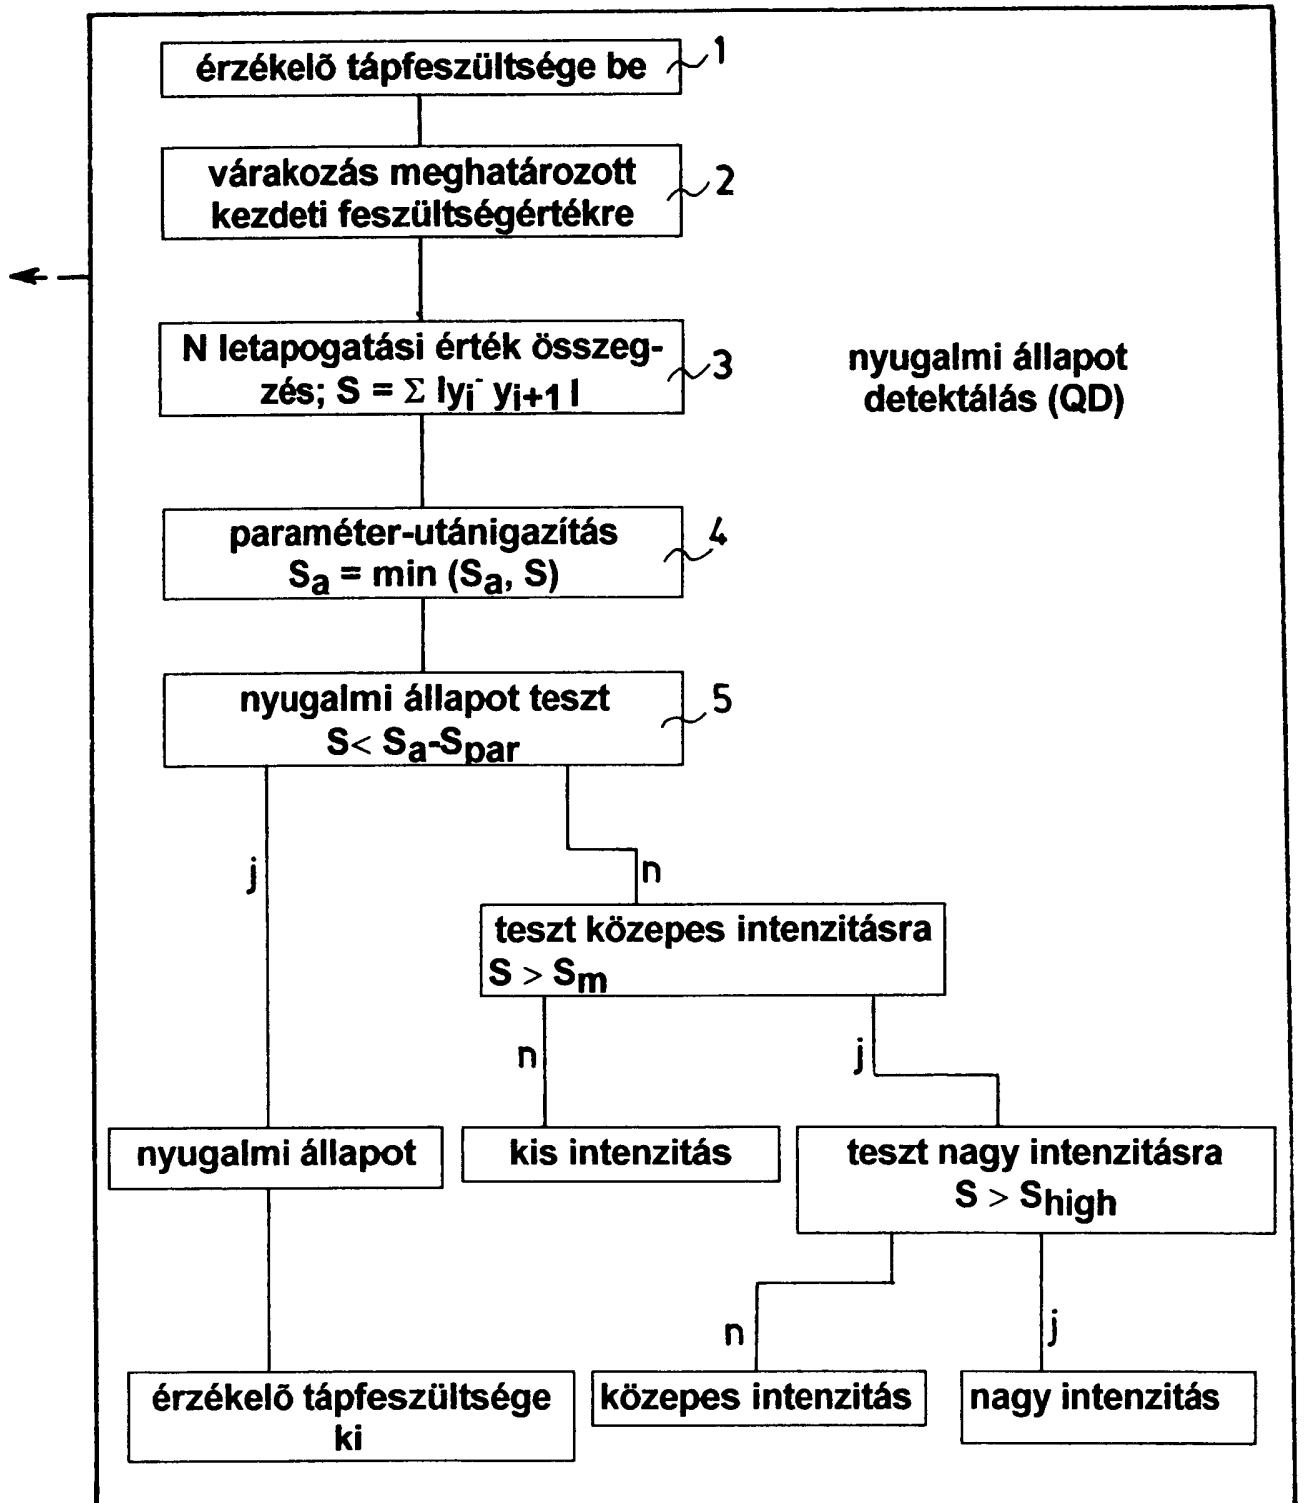 érzékelõ tápfeszültsége be
1
várakozás meghatározott
kezdeti feszültségértékre
2
N letapogatási érték összeg-
zés; S = Σ |yi - yi+1 |
3
nyugalmi állapot
detektálás (QD)
paraméter-utánigazítás
Sa = min (Sa, S)
4
nyugalmi állapot teszt
S< Sa-Spar
5
j
n
teszt közepes intenzitásra
S > Sm
n
j
nyugalmi állapot
kis intenzitás
teszt nagy intenzitásra
S > Shigh
n
j
érzékelõ tápfeszültsége
ki
közepes intenzitás
nagy intenzitás